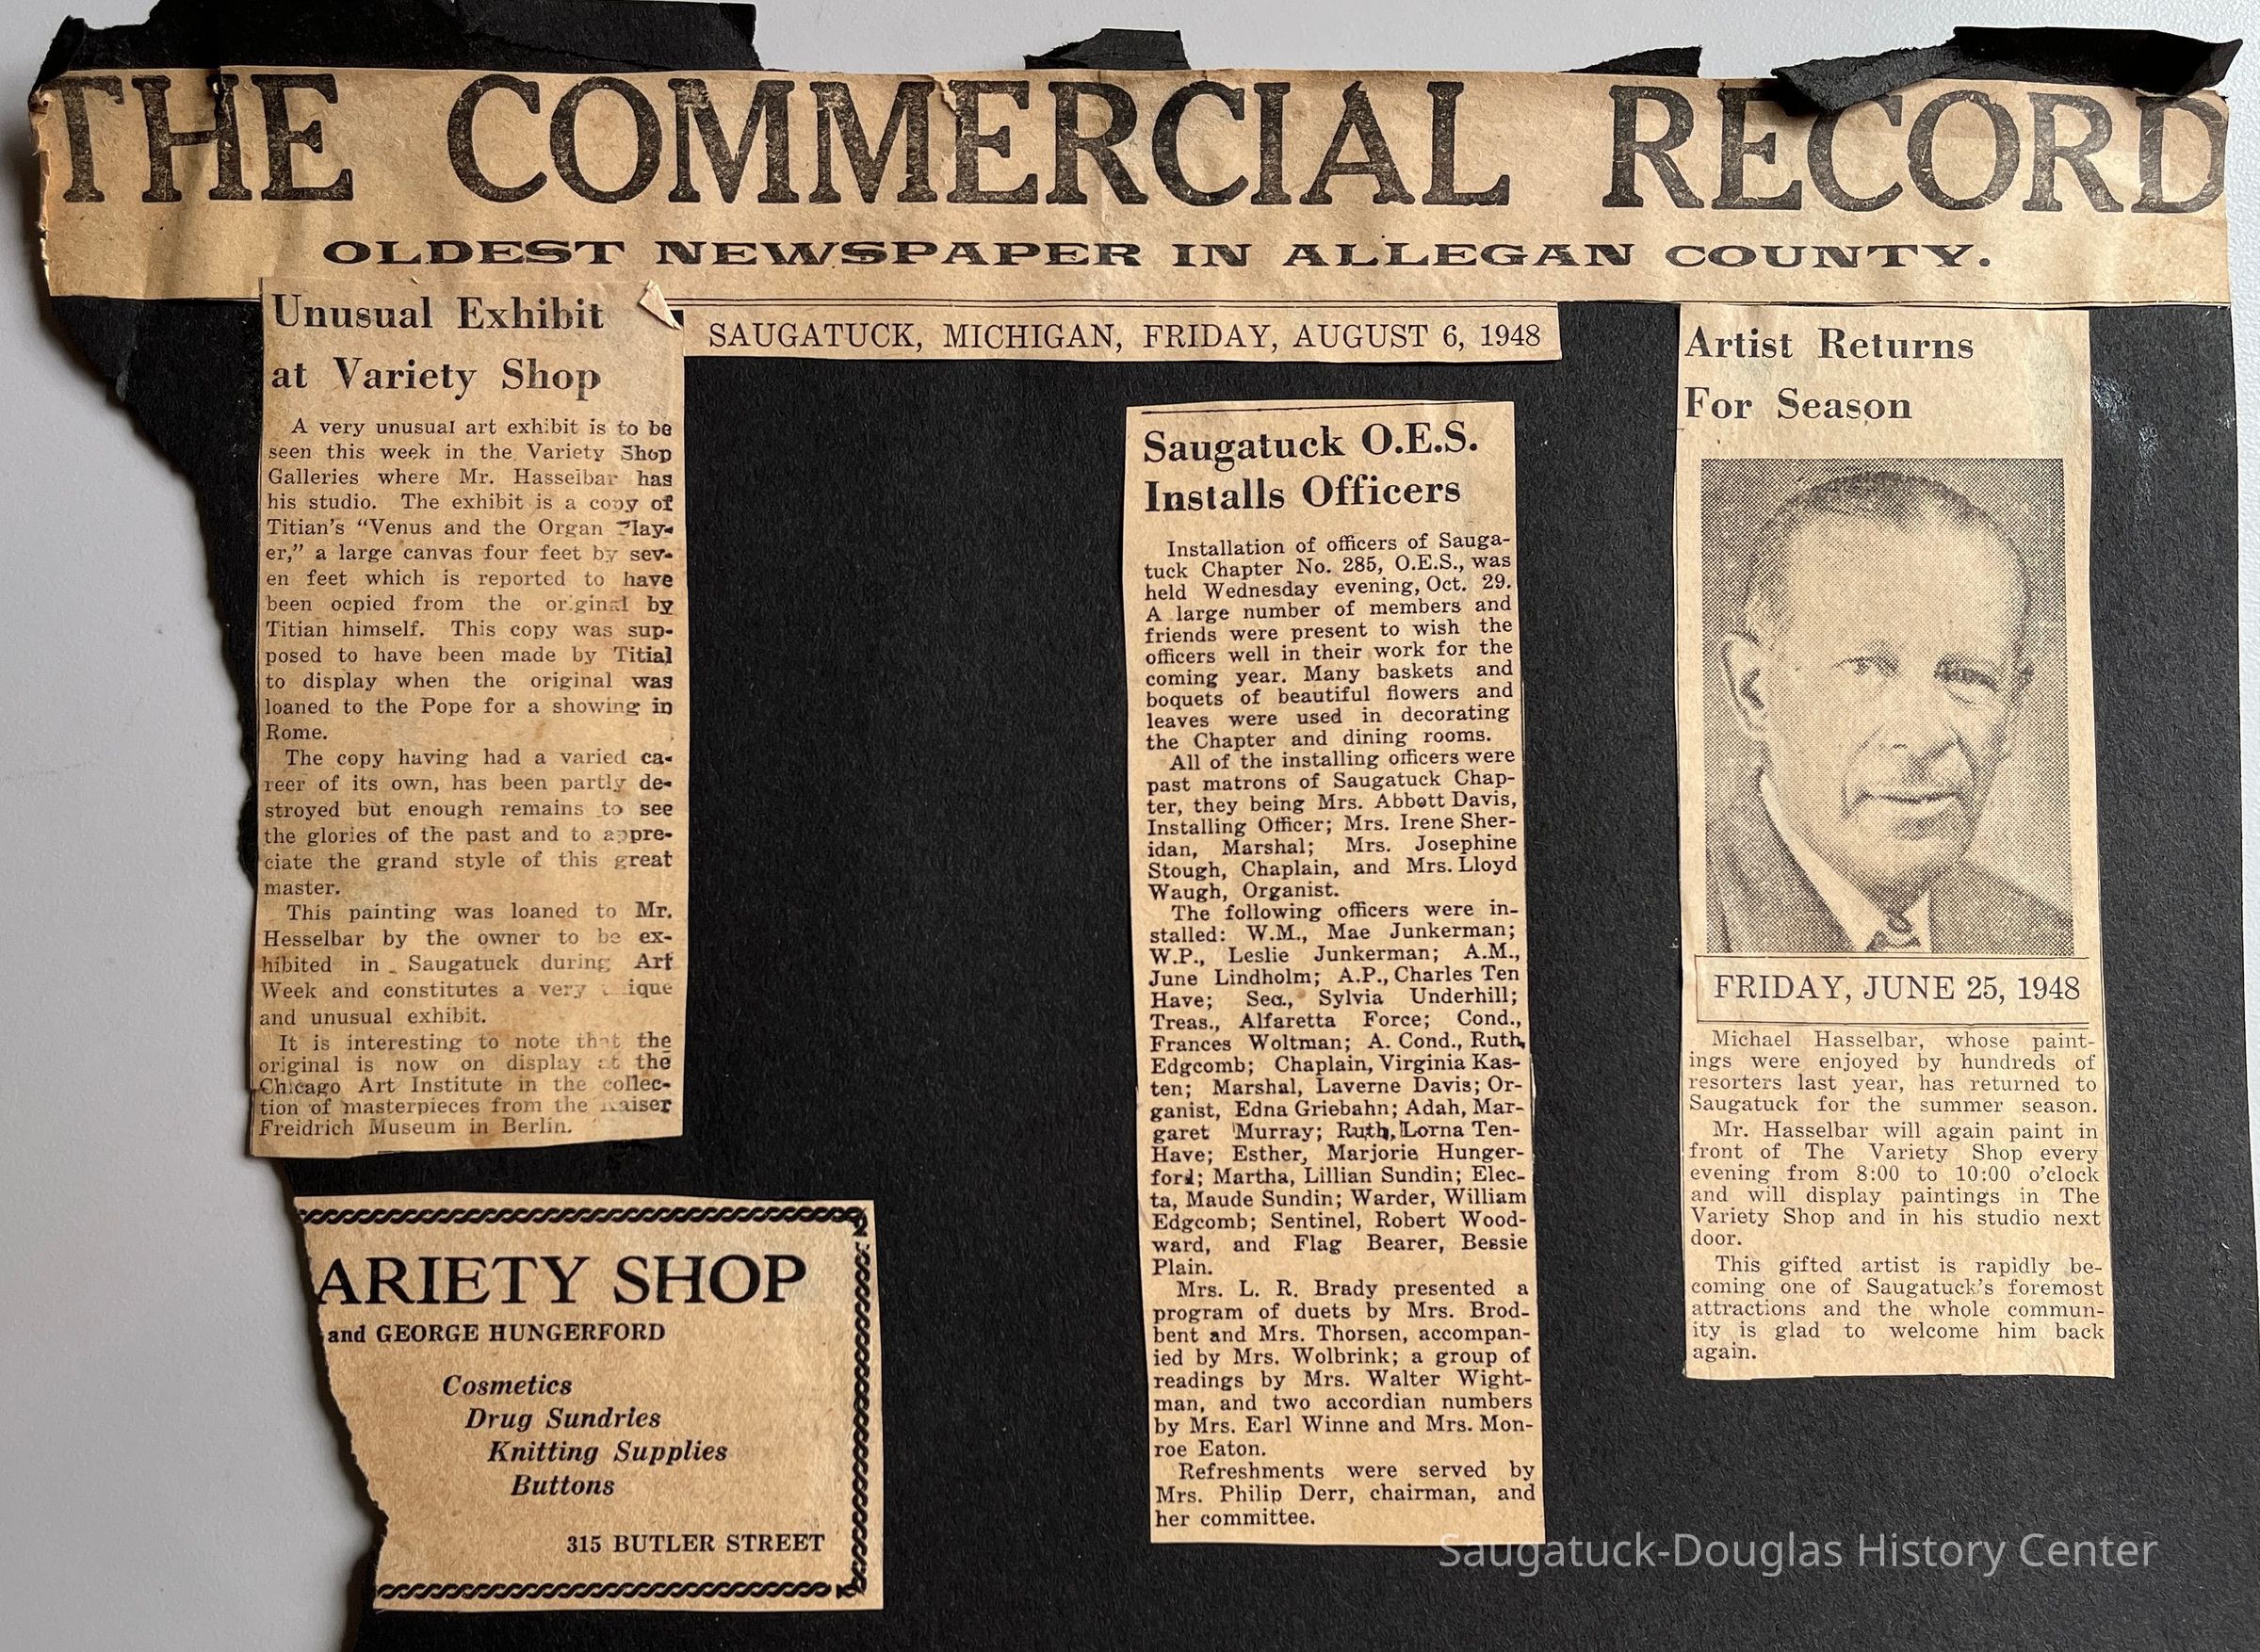 THE COMMERCIAL RECORD
OLDEST NEWSPAPER IN ALLEGAN COUNTY.
SAUGATUCK, MICHIGAN, FRIDAY, AUGUST 6, 1948
Unusual Exhibit
at Variety Shop
A very unusual art exhibit is to be
seen this week in the Variety Shop
Galleries where Mr. Hasselbar has
his studio. The exhibit is a copy of
Titian's "Venus and the Organ Play-
er," a large canvas four feet by sev-
en feet which is reported to have
been ocpied from the original by
Titian himself. This copy was sup-
posed to have been made by Titial
to display when the original was
loaned to the Pope for a showing in
Rome.
The copy having had a varied ca-
reer of its own, has been partly de-
stroyed but enough remains to see
the glories of the past and to appre-
ciate the grand style of this great
master.
This painting was loaned to Mr.
Hesselbar by the owner to be ex-
hibited in Saugatuck during Art
Week and constitutes a very ique
and unusual exhibit.
It is interesting to note that the
original is now on display at the
Chicago Art Institute in the collec-
tion of masterpieces from the Kaiser
Freidrich Museum in Berlin.
ARIETY SHOP
and GEORGE HUNGERFORD
Cosmetics
Drug Sundries
Knitting Supplies
Buttons
315 BUTLER STREET
Saugatuck O.E.S.
Installs Officers
Installation of officers of Sauga-
tuck Chapter No. 285, O.E.S., was
held Wednesday evening, Oct. 29.
A large number of members and
friends were present to wish the
officers well in their work for the
coming year. Many baskets and
boquets of beautiful flowers and
leaves were used in decorating
the Chapter and dining rooms.
All of the installing officers were
past matrons of Saugatuck Chap-
ter, they being Mrs. Abbott Davis,
Installing Officer; Mrs. Irene Sher-
idan, Marshal; Mrs. Josephine
Stough, Chaplain, and Mrs. Lloyd
Waugh, Organist.
The following officers were in-
stalled: W.M., Mae Junkerman;
W.P., Leslie Junkerman; A.M.,
June Lindholm; A.P., Charles Ten
Have; Sec., Sylvia Underhill;
Treas., Alfaretta Force; Cond.,
Frances Woltman; A. Cond., Ruth
Edgcomb; Chaplain, Virginia Kas-
ten; Marshal, Laverne Davis; Or-
ganist, Edna Griebahn; Adah, Mar-
garet Murray; Ruth, Lorna Ten-
Have; Esther, Marjorie Hunger-
ford; Martha, Lillian Sundin; Elec-
ta, Maude Sundin; Warder, William
Edgcomb; Sentinel, Robert Wood-
ward, and Flag Bearer, Bessie
Plain.
Mrs. L. R. Brady presented a
program of duets by Mrs. Brod-
bent and Mrs. Thorsen, accompan-
ied by Mrs. Wolbrink; a group of
readings by Mrs. Walter Wight-
man, and two accordian numbers
by Mrs. Earl Winne and Mrs. Mon-
roe Eaton.
Refreshments were served by
Mrs. Philip Derr, chairman, and
her committee.
Artist Returns
For Season
FRIDAY, JUNE 25, 1948
Michael Hasselbar, whose paint-
ings were enjoyed by hundreds of
resorters last year, has returned to
Saugatuck for the summer season.
Mr. Hasselbar will again paint in
front of The Variety Shop every
evening from 8:00 to 10:00 o'clock
and will display paintings in The
Variety Shop and in his studio next
door.
This gifted artist is rapidly be-
coming one of Saugatuck's foremost
attractions and the whole commun-
ity is glad to welcome him back
again.
Saugatuck-Douglas History Center